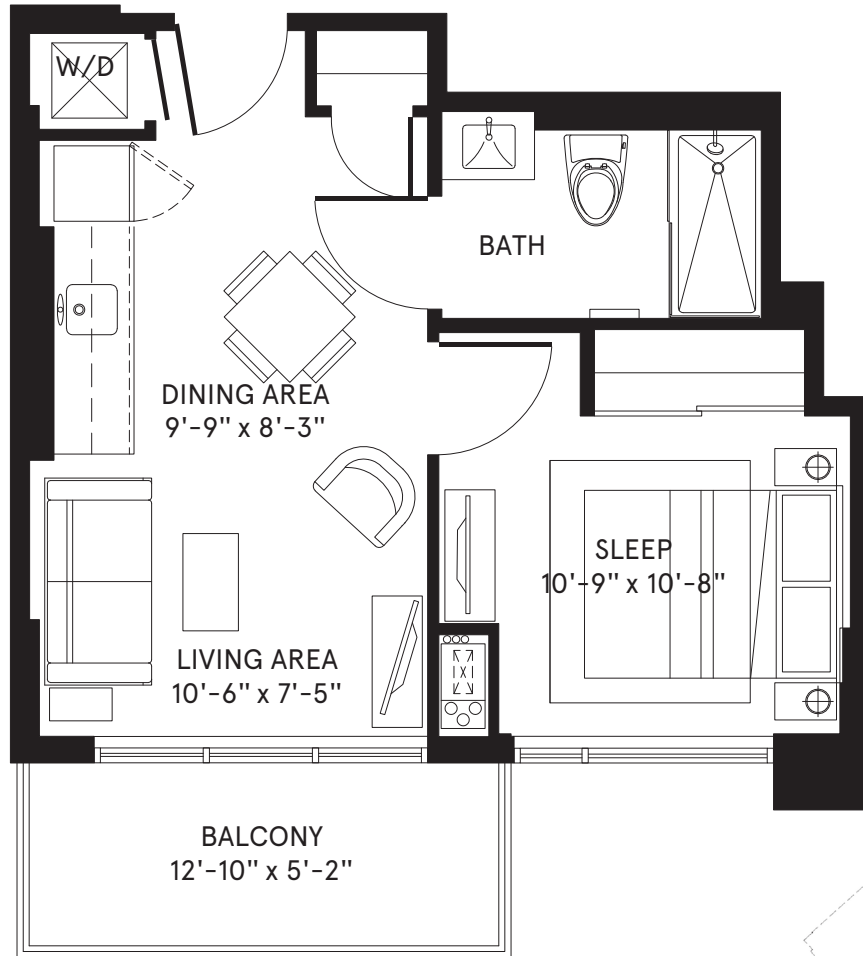 W/D
BATH
DINING AREA
9'-9" x 8'-3"
SLEEP
10'-9" x 10'-8"
LIVING AREA
10'-6" x 7'-5"
BALCONY
12'-10" x 5'-2"